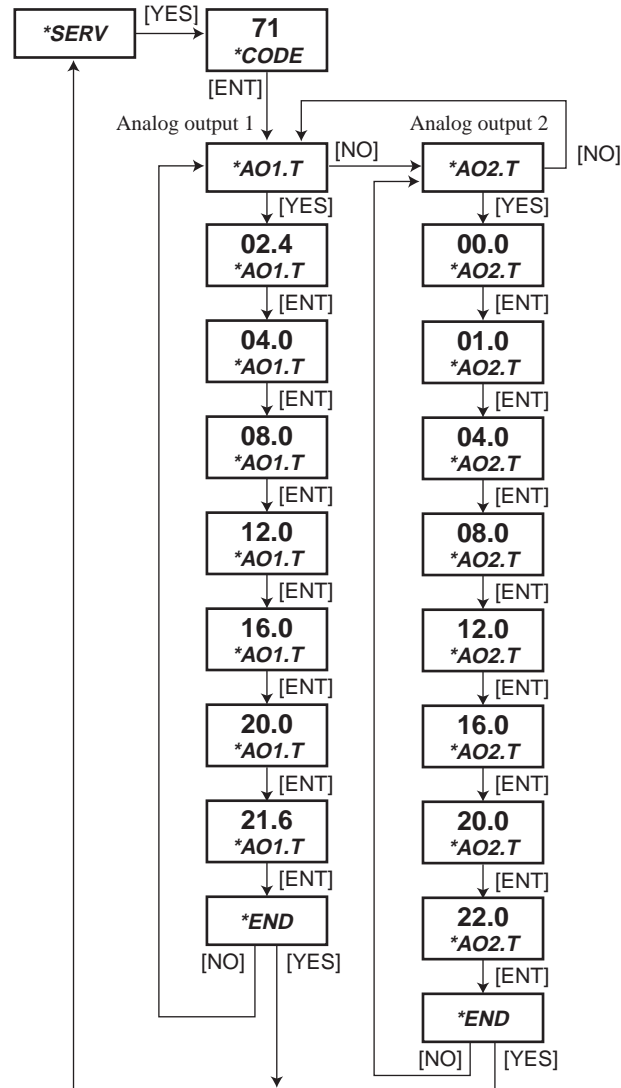 *SERV
[YES]
71
*CODE
[ENT]
Analog output 1
*AO1.T
[NO]
[YES]
02.4
*AO1.T
[ENT]
04.0
*AO1.T
[ENT]
08.0
*AO1.T
[ENT]
12.0
*AO1.T
[ENT]
16.0
*AO1.T
[ENT]
20.0
*AO1.T
[ENT]
21.6
*AO1.T
[ENT]
*END
[NO] [YES]
Analog output 2
*AO2.T
[NO]
[YES]
00.0
*AO2.T
[ENT]
01.0
*AO2.T
[ENT]
04.0
*AO2.T
[ENT]
08.0
*AO2.T
[ENT]
12.0
*AO2.T
[ENT]
16.0
*AO2.T
[ENT]
20.0
*AO2.T
[ENT]
22.0
*AO2.T
[ENT]
*END
[NO] [YES]